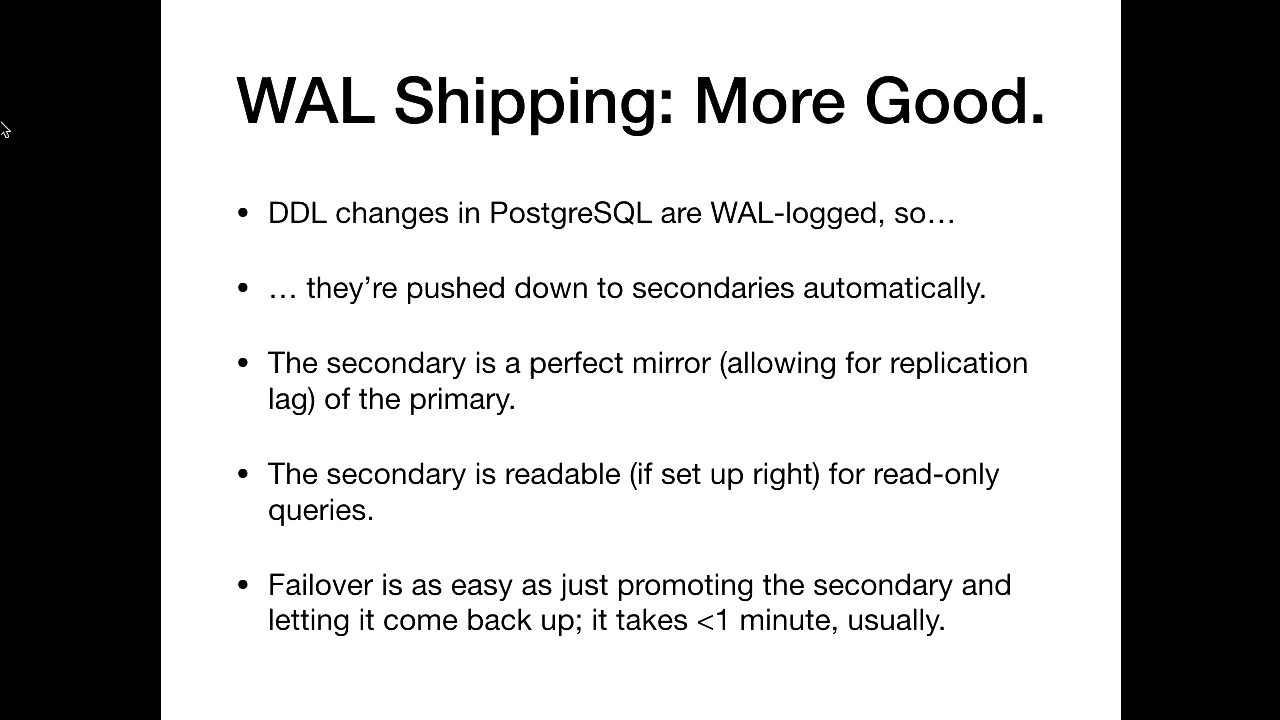 WAL Shipping: More Good.
• DDL changes in PostgreSQL are WAL-logged, so…
• … they’re pushed down to secondaries automatically.
• The secondary is a perfect mirror (allowing for replication
lag) of the primary.
• The secondary is readable (if set up right) for read-only
queries.
• Failover is as easy as just promoting the secondary and
letting it come back up; it takes <1 minute, usually.